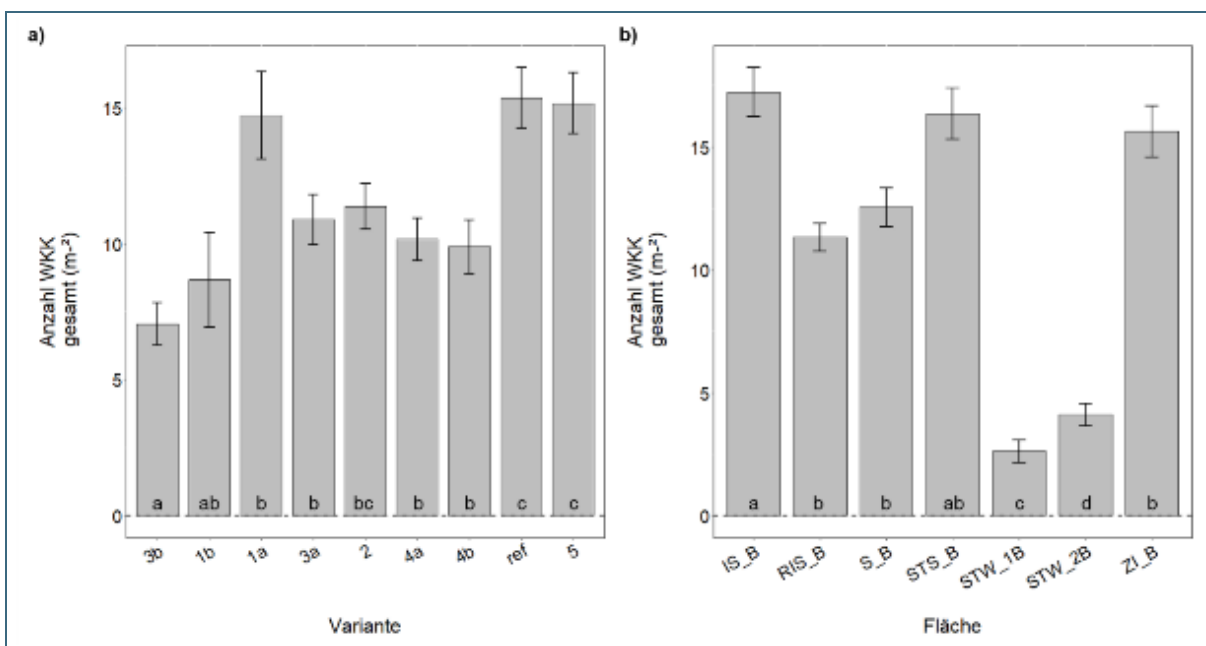 a)
Anzahl WKK
gesamt (m-²)
15
10
5
0
a ab b b bc b b c c
3b 1b 1a 3a 2 4a 4b ref 5
Variante
b)
Anzahl WKK
gesamt (m-²)
15
10
5
0
a b b ab c d b
IS_B RIS_B S_B STS_B STW_1B STW_2B ZI_B
Fläche